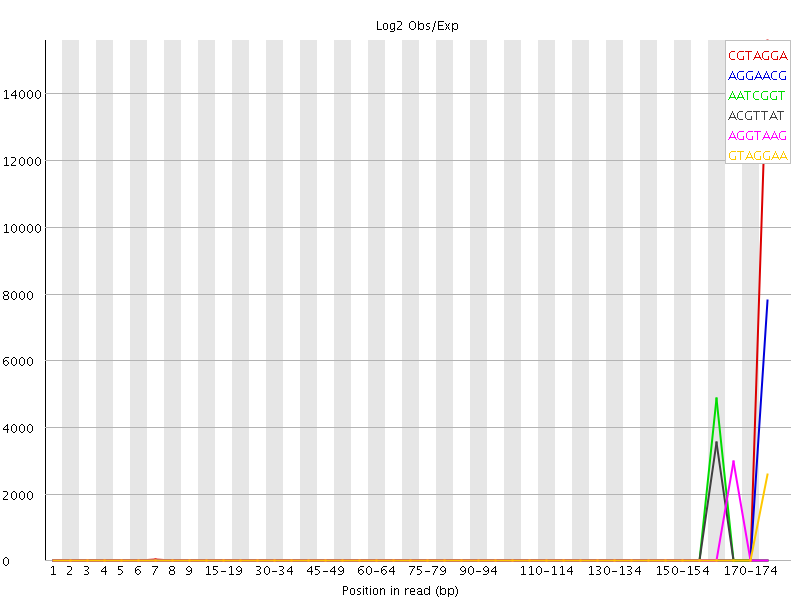 Log2 Obs/Exp
CGTAGGA
AGGAACG
AATCGGT
ACGTTAT
AGGTAAG
GTAGGAA
14000
12000
10000
8000
6000
4000
2000
0
1 2 3 4 5 6 7 8 9 15-19 30-34 45-49 60-64 75-79 90-94 110-114 130-134 150-154 170-174
Position in read (bp)